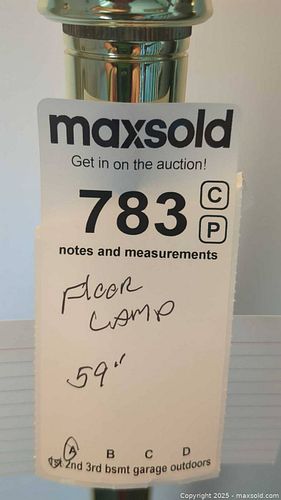 maxsold
Get in on the auction!
783 C
P
notes and measurements
Floor
Lamp
59"
A B C D
1st 2nd 3rd bsmt garage outdoors
Copyright 2025 - maxsold.com